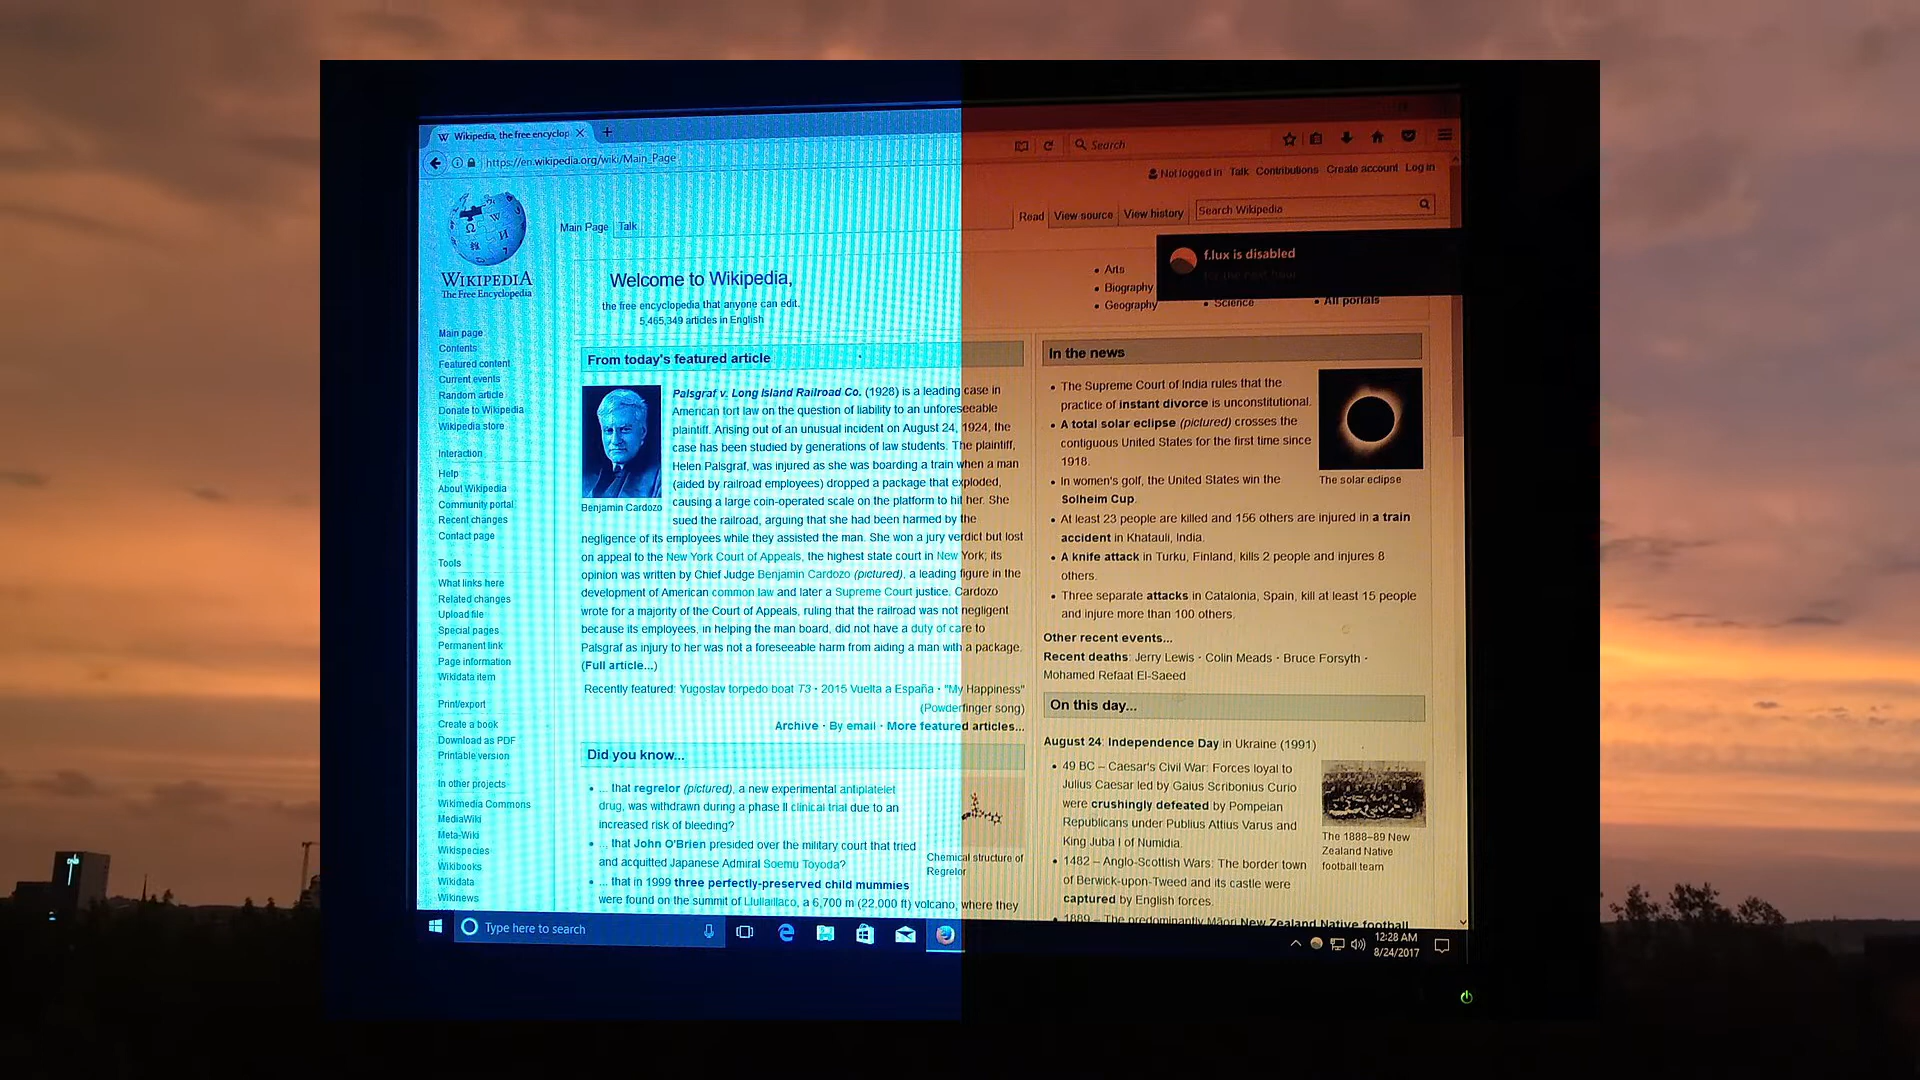 Wikipedia, the free encyclop
https://en.wikipedia.org/wiki/Main_Page
Search
Not logged in Talk Contributions Create account Log in
Main Page Talk
Read View source View history Search Wikipedia
WIKIPEDIA
The Free Encyclopedia
Main page
Contents
Featured content
Current events
Random article
Donate to Wikipedia
Wikipedia store
Interaction
Help
About Wikipedia
Community portal
Recent changes
Contact page
Tools
What links here
Related changes
Upload file
Special pages
Permanent link
Page information
Wikidata item
Print/export
Create a book
Download as PDF
Printable version
In other projects
Wikimedia Commons
MediaWiki
Meta-Wiki
Wikispecies
Wikibooks
Wikidata
Wikinews
Welcome to Wikipedia,
the free encyclopedia that anyone can edit.
5,465,349 articles in English
Arts
Biography
Geography
Science
All portals
f.lux is disabled
From today's featured article
Palsgraf v. Long Island Railroad Co. (1928) is a leading case in
American tort law on the question of liability to an unforeseeable
plaintiff. Arising out of an unusual incident on August 24, 1924, the
case has been studied by generations of law students. The plaintiff,
Helen Palsgraf, was injured as she was boarding a train when a man
(aided by railroad employees) dropped a package that exploded,
causing a large coin-operated scale on the platform to hit her. She
sued the railroad, arguing that she had been harmed by the
negligence of its employees while they assisted the man. She won a jury verdict but lost
on appeal to the New York Court of Appeals, the highest state court in New York; its
opinion was written by Chief Judge Benjamin Cardozo (pictured), a leading figure in the
development of American common law and later a Supreme Court justice. Cardozo
wrote for a majority of the Court of Appeals, ruling that the railroad was not negligent
because its employees, in helping the man board, did not have a duty of care to
Palsgraf as injury to her was not a foreseeable harm from aiding a man with a package.
(Full article...)
Benjamin Cardozo
Recently featured: Yugoslav torpedo boat T3 · 2015 Vuelta a España · "My Happiness"
(Powderfinger song)
Archive · By email · More featured articles...
Did you know...
... that regrelor (pictured), a new experimental antiplatelet
drug, was withdrawn during a phase II clinical trial due to an
increased risk of bleeding?
... that John O'Brien presided over the military court that tried
and acquitted Japanese Admiral Soemu Toyoda?
... that in 1999 three perfectly-preserved child mummies
were found on the summit of Llullaillaco, a 6,700 m (22,000 ft) volcano, where they
Chemical structure of
Regrelor
In the news
The Supreme Court of India rules that the
practice of instant divorce is unconstitutional.
A total solar eclipse (pictured) crosses the
contiguous United States for the first time since
1918.
In women's golf, the United States win the
Solheim Cup.
At least 23 people are killed and 156 others are injured in a train
accident in Khatauli, India.
A knife attack in Turku, Finland, kills 2 people and injures 8
others.
Three separate attacks in Catalonia, Spain, kill at least 15 people
and injure more than 100 others.
The solar eclipse
Other recent events...
Recent deaths: Jerry Lewis · Colin Meads · Bruce Forsyth ·
Mohamed Refaat El-Saeed
On this day...
August 24: Independence Day in Ukraine (1991)
49 BC – Caesar's Civil War: Forces loyal to
Julius Caesar led by Gaius Scribonius Curio
were crushingly defeated by Pompeian
Republicans under Publius Attius Varus and
King Juba I of Numidia.
1482 – Anglo-Scottish Wars: The border town
of Berwick-upon-Tweed and its castle were
captured by English forces.
1889 – The predominantly Māori New Zealand Native football
The 1888–89 New
Zealand Native
football team
Type here to search
12:28 AM
8/24/2017